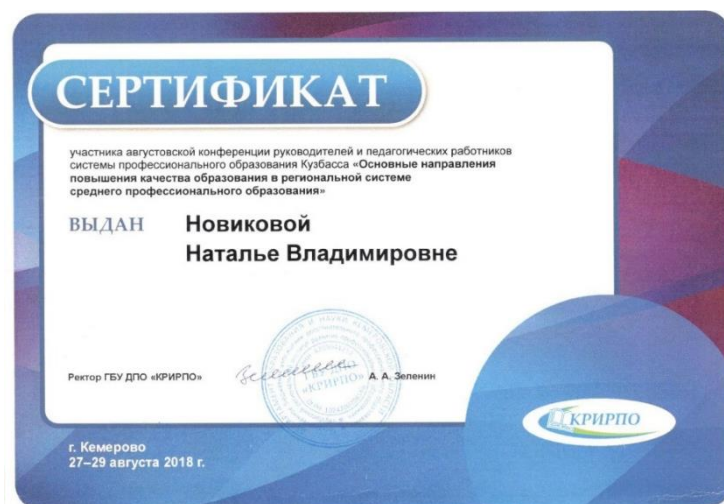 СЕРТИФИКАТ
участника августовской конференции руководителей и педагогических работников
системы профессионального образования Кузбасса «Основные направления
повышения качества образования в региональной системе
среднего профессионального образования»
ВЫДАН Новиковой
Наталье Владимировне
Ректор ГБУ ДПО «КРИРПО» А. А. Зеленин
«КРИРПО»
КРИРПО
г. Кемерово
27–29 августа 2018 г.